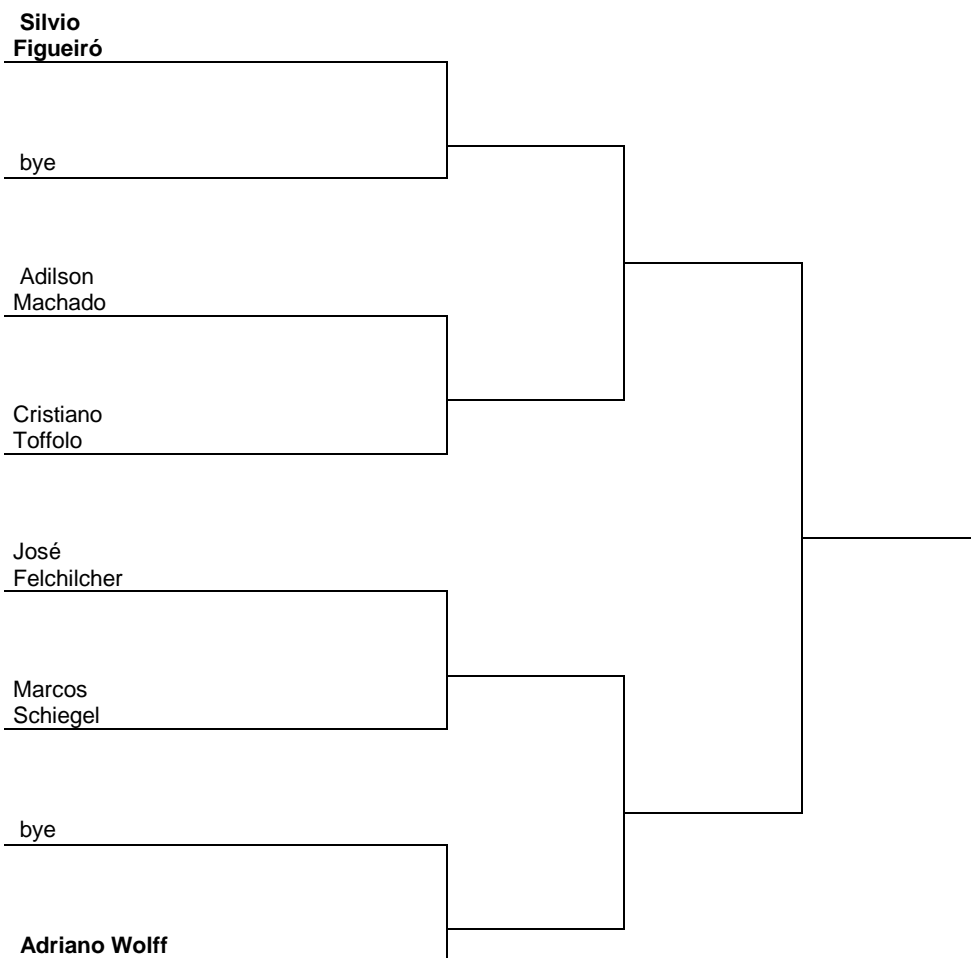 Silvio
Figueiró
bye
Adilson
Machado
Cristiano
Toffolo
José
Felchilcher
Marcos
Schiegel
bye
Adriano Wolff